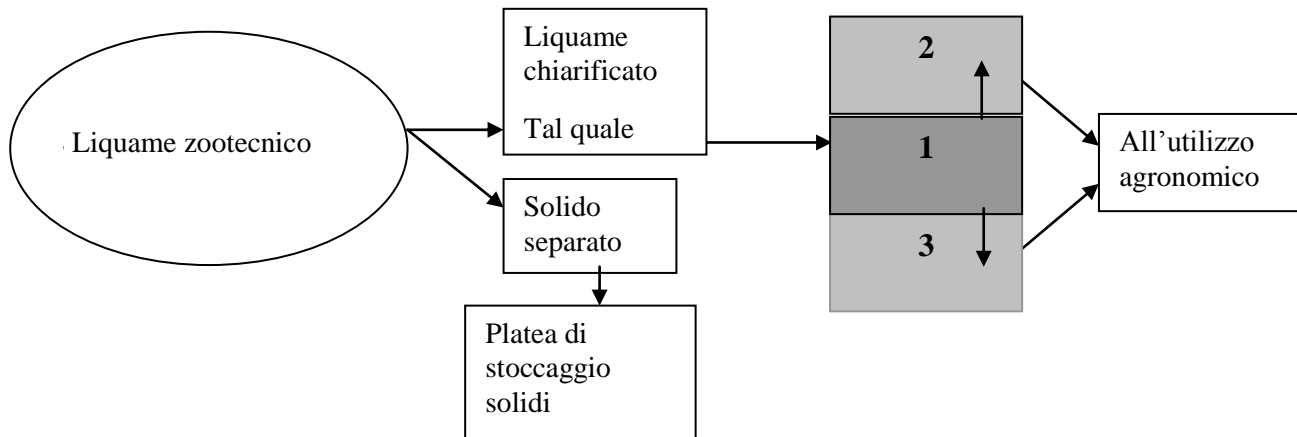 Liquame zootecnico
Liquame
chiarificato
Tal quale
Solido
separato
Platea di
stoccaggio
solidi
2
1
3
All’utilizzo
agronomico